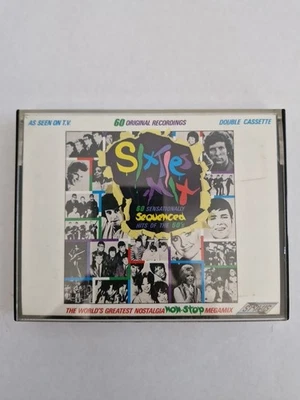 AS SEEN ON T.V.
60 ORIGINAL RECORDINGS
DOUBLE CASSETTE
Sixties
Mix
60 SENSATIONALLY
Sequenced
HITS OF THE 60'S
THE WORLD'S GREATEST NOSTALGIA non stop MEGAMIX